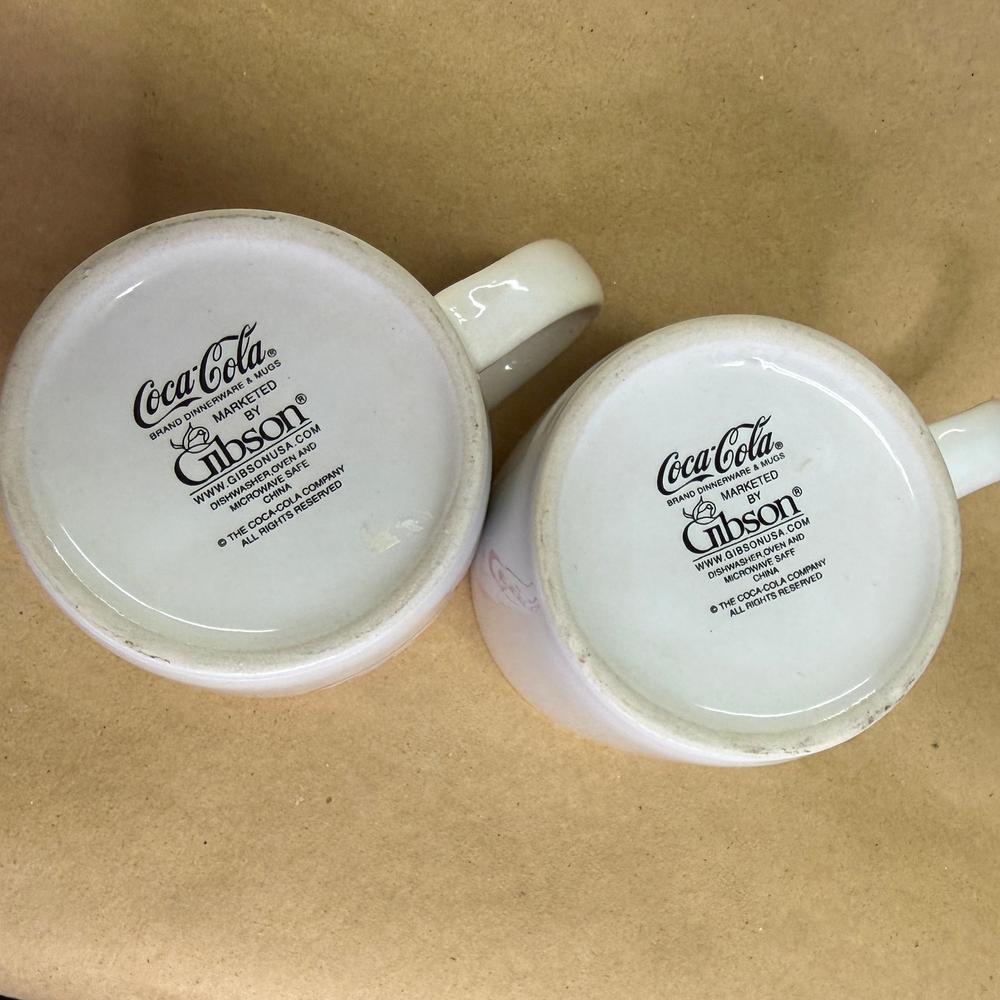 Coca-Cola®
BRAND DINNERWARE & MUGS
MARKETED
BY
Gibson®
WWW.GIBSONUSA.COM
DISHWASHER,OVEN AND
MICROWAVE SAFE
CHINA
© THE COCA-COLA COMPANY
ALL RIGHTS RESERVED
Coca-Cola®
BRAND DINNERWARE & MUGS
MARKETED
BY
Gibson®
WWW.GIBSONUSA.COM
DISHWASHER,OVEN AND
MICROWAVE SAFE
CHINA
© THE COCA-COLA COMPANY
ALL RIGHTS RESERVED